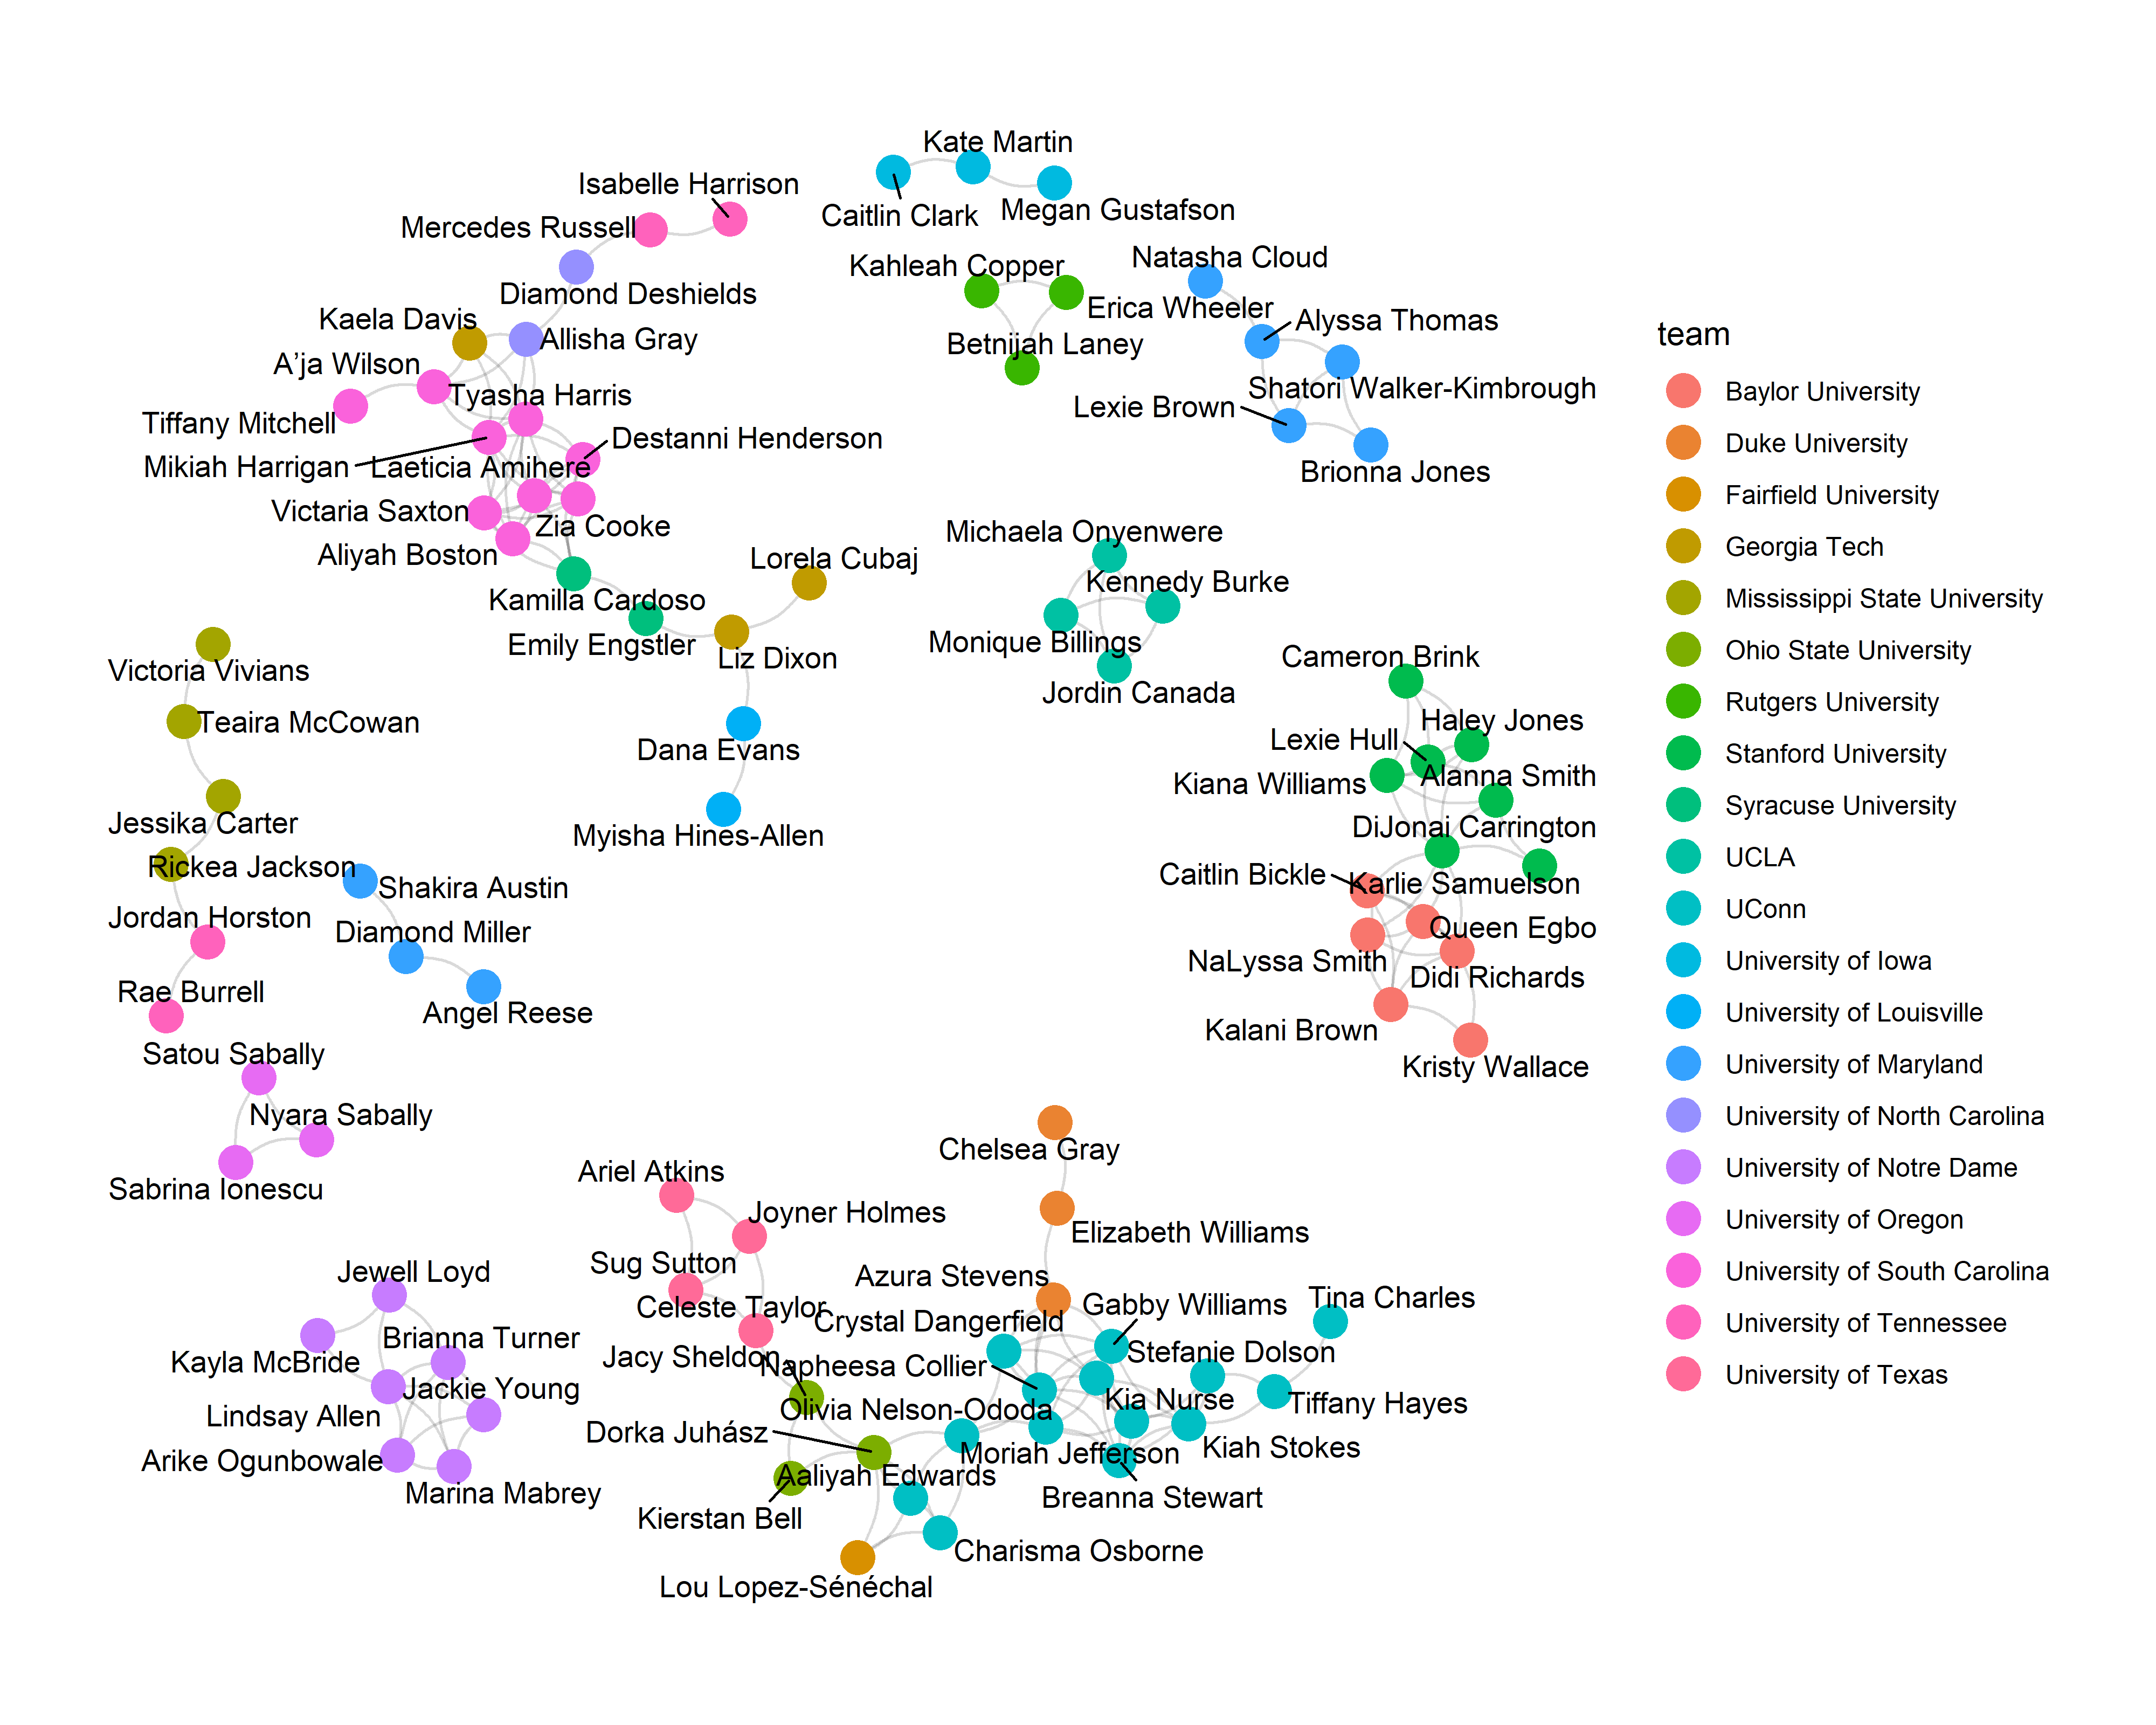 Kate Martin
Isabelle Harrison
Caitlin Clark
Megan Gustafson
Mercedes Russell
Natasha Cloud
Kahleah Copper
Diamond Deshields
Erica Wheeler
Kaela Davis
Alyssa Thomas
Allisha Gray
Betnijah Laney
A’ja Wilson
Shatori Walker-Kimbrough
Tyasha Harris
Lexie Brown
Tiffany Mitchell
Destanni Henderson
Mikiah Harrigan
Laeticia Amihere
Brionna Jones
Victaria Saxton
Zia Cooke
Michaela Onyenwere
Aliyah Boston
Lorela Cubaj
Kennedy Burke
Kamilla Cardoso
Monique Billings
Emily Engstler
Liz Dixon
Cameron Brink
Victoria Vivians
Jordin Canada
Teaira McCowan
Haley Jones
Lexie Hull
Dana Evans
Alanna Smith
Kiana Williams
Jessika Carter
DiJonai Carrington
Myisha Hines-Allen
Rickea Jackson
Caitlin Bickle
Karlie Samuelson
Shakira Austin
Jordan Horston
Queen Egbo
Diamond Miller
NaLyssa Smith
Didi Richards
Rae Burrell
Angel Reese
Kalani Brown
Satou Sabally
Kristy Wallace
Nyara Sabally
Chelsea Gray
Ariel Atkins
Sabrina Ionescu
Joyner Holmes
Elizabeth Williams
Sug Sutton
Jewell Loyd
Azura Stevens
Tina Charles
Gabby Williams
Celeste Taylor
Crystal Dangerfield
Brianna Turner
Stefanie Dolson
Jacy Sheldon
Kayla McBride
Napheesa Collier
Jackie Young
Kia Nurse
Tiffany Hayes
Olivia Nelson-Ododa
Lindsay Allen
Dorka Juhász
Kiah Stokes
Moriah Jefferson
Arike Ogunbowale
Aaliyah Edwards
Marina Mabrey
Breanna Stewart
Kierstan Bell
Charisma Osborne
Lou Lopez-Sénéchal
team
Baylor University
Duke University
Fairfield University
Georgia Tech
Mississippi State University
Ohio State University
Rutgers University
Stanford University
Syracuse University
UCLA
UConn
University of Iowa
University of Louisville
University of Maryland
University of North Carolina
University of Notre Dame
University of Oregon
University of South Carolina
University of Tennessee
University of Texas